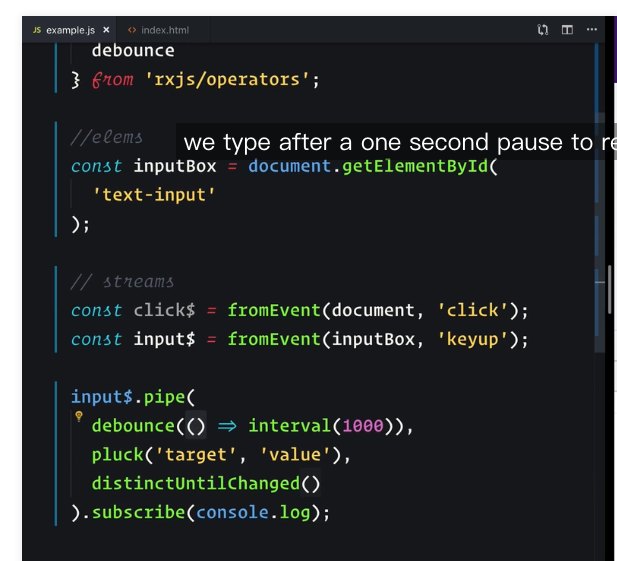 JS example.js × <> index.html ...
debounce
} from 'rxjs/operators';
//elems
we type after a one second pause to re
const inputBox = document.getElementById(
'text-input'
);
// streams
const click$ = fromEvent(document, 'click');
const input$ = fromEvent(inputBox, 'keyup');
input$.pipe(
debounce(() => interval(1000)),
pluck('target', 'value'),
distinctUntilChanged()
).subscribe(console.log);